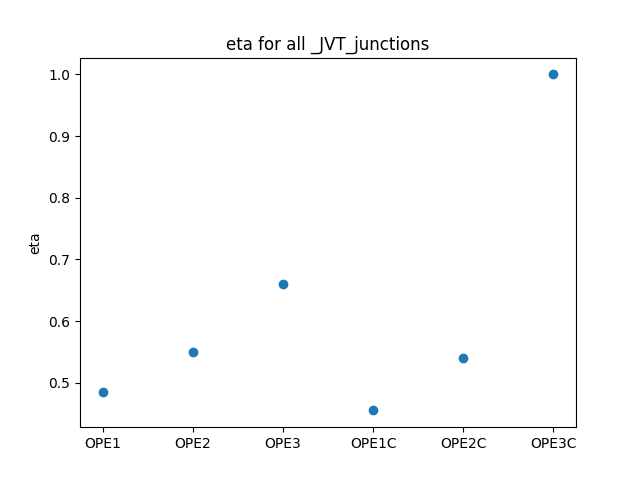 eta for all _JVT_junctions
1.0
0.9
0.8
0.7
0.6
0.5
eta
OPE1 OPE2 OPE3 OPE1C OPE2C OPE3C